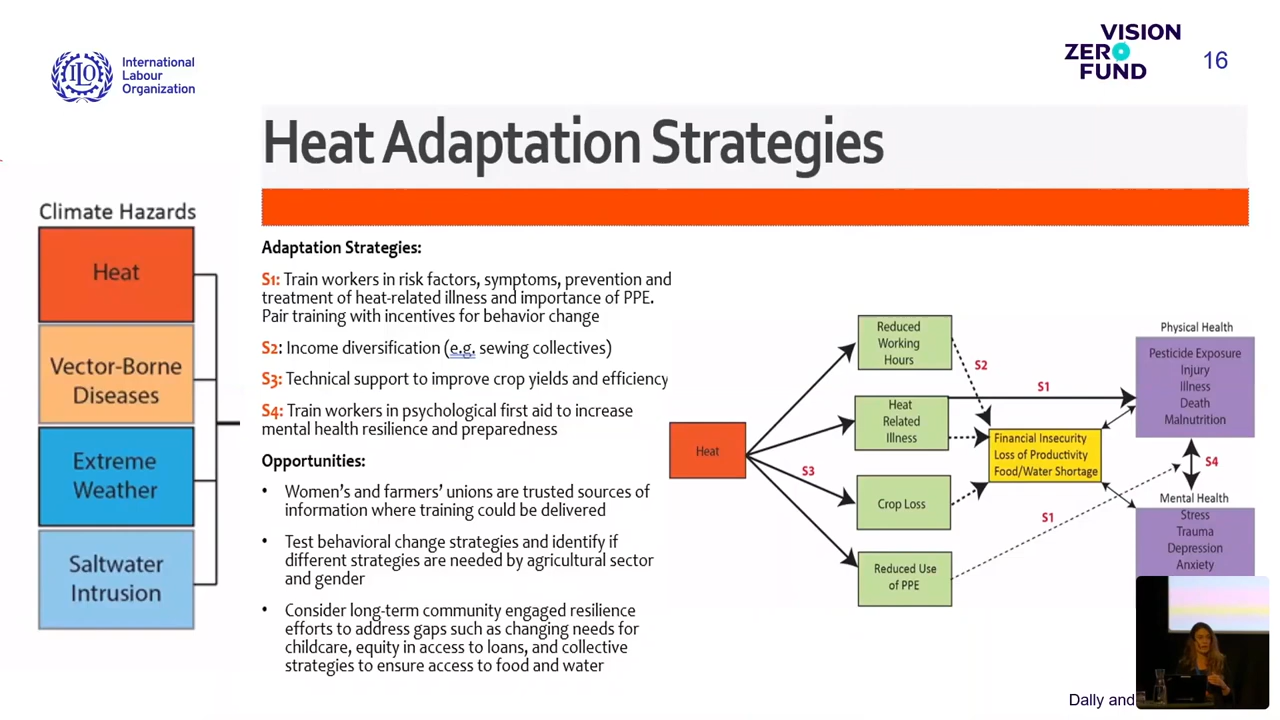 International
Labour
Organization
VISION
ZERO
FUND
16
Heat Adaptation Strategies
Climate Hazards
Heat
Vector-Borne
Diseases
Extreme
Weather
Saltwater
Intrusion
Adaptation Strategies:
S1: Train workers in risk factors, symptoms, prevention and
treatment of heat-related illness and importance of PPE.
Pair training with incentives for behavior change
S2: Income diversification (e.g. sewing collectives)
S3: Technical support to improve crop yields and efficiency
S4: Train workers in psychological first aid to increase
mental health resilience and preparedness
Opportunities:
• Women's and farmers' unions are trusted sources of
information where training could be delivered
• Test behavioral change strategies and identify if
different strategies are needed by agricultural sector
and gender
• Consider long-term community engaged resilience
efforts to address gaps such as changing needs for
childcare, equity in access to loans, and collective
strategies to ensure access to food and water
Heat
S3
Reduced
Working
Hours
Heat
Related
Illness
Crop Loss
Reduced Use
of PPE
S2
S1
S1
Financial Insecurity
Loss of Productivity
Food/Water Shortage
Physical Health
Pesticide Exposure
Injury
Illness
Death
Malnutrition
S4
Mental Health
Stress
Trauma
Depression
Anxiety
Dally and